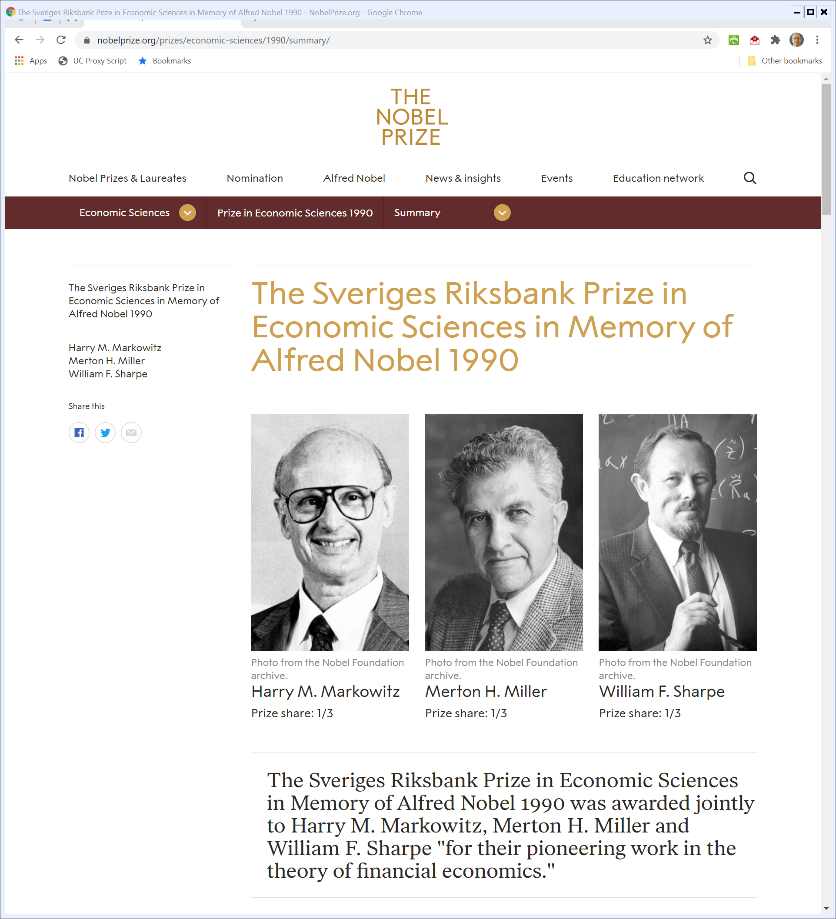 The Sveriges Riksbank Prize in Economic Sciences in Memory of Alfred Nobel 1990 - NobelPrize.org - Google Chrome
nobelprize.org/prizes/economic-sciences/1990/summary/
Apps UC Proxy Script Bookmarks Other bookmarks
THE
NOBEL
PRIZE
Nobel Prizes & Laureates Nomination Alfred Nobel News & insights Events Education network
Economic Sciences Prize in Economic Sciences 1990 Summary
The Sveriges Riksbank Prize in
Economic Sciences in Memory of
Alfred Nobel 1990
Harry M. Markowitz
Merton H. Miller
William F. Sharpe
Share this
The Sveriges Riksbank Prize in
Economic Sciences in Memory of
Alfred Nobel 1990
Photo from the Nobel Foundation
archive.
Harry M. Markowitz
Prize share: 1/3
Photo from the Nobel Foundation
archive.
Merton H. Miller
Prize share: 1/3
Photo from the Nobel Foundation
archive.
William F. Sharpe
Prize share: 1/3
The Sveriges Riksbank Prize in Economic Sciences
in Memory of Alfred Nobel 1990 was awarded jointly
to Harry M. Markowitz, Merton H. Miller and
William F. Sharpe "for their pioneering work in the
theory of financial economics."